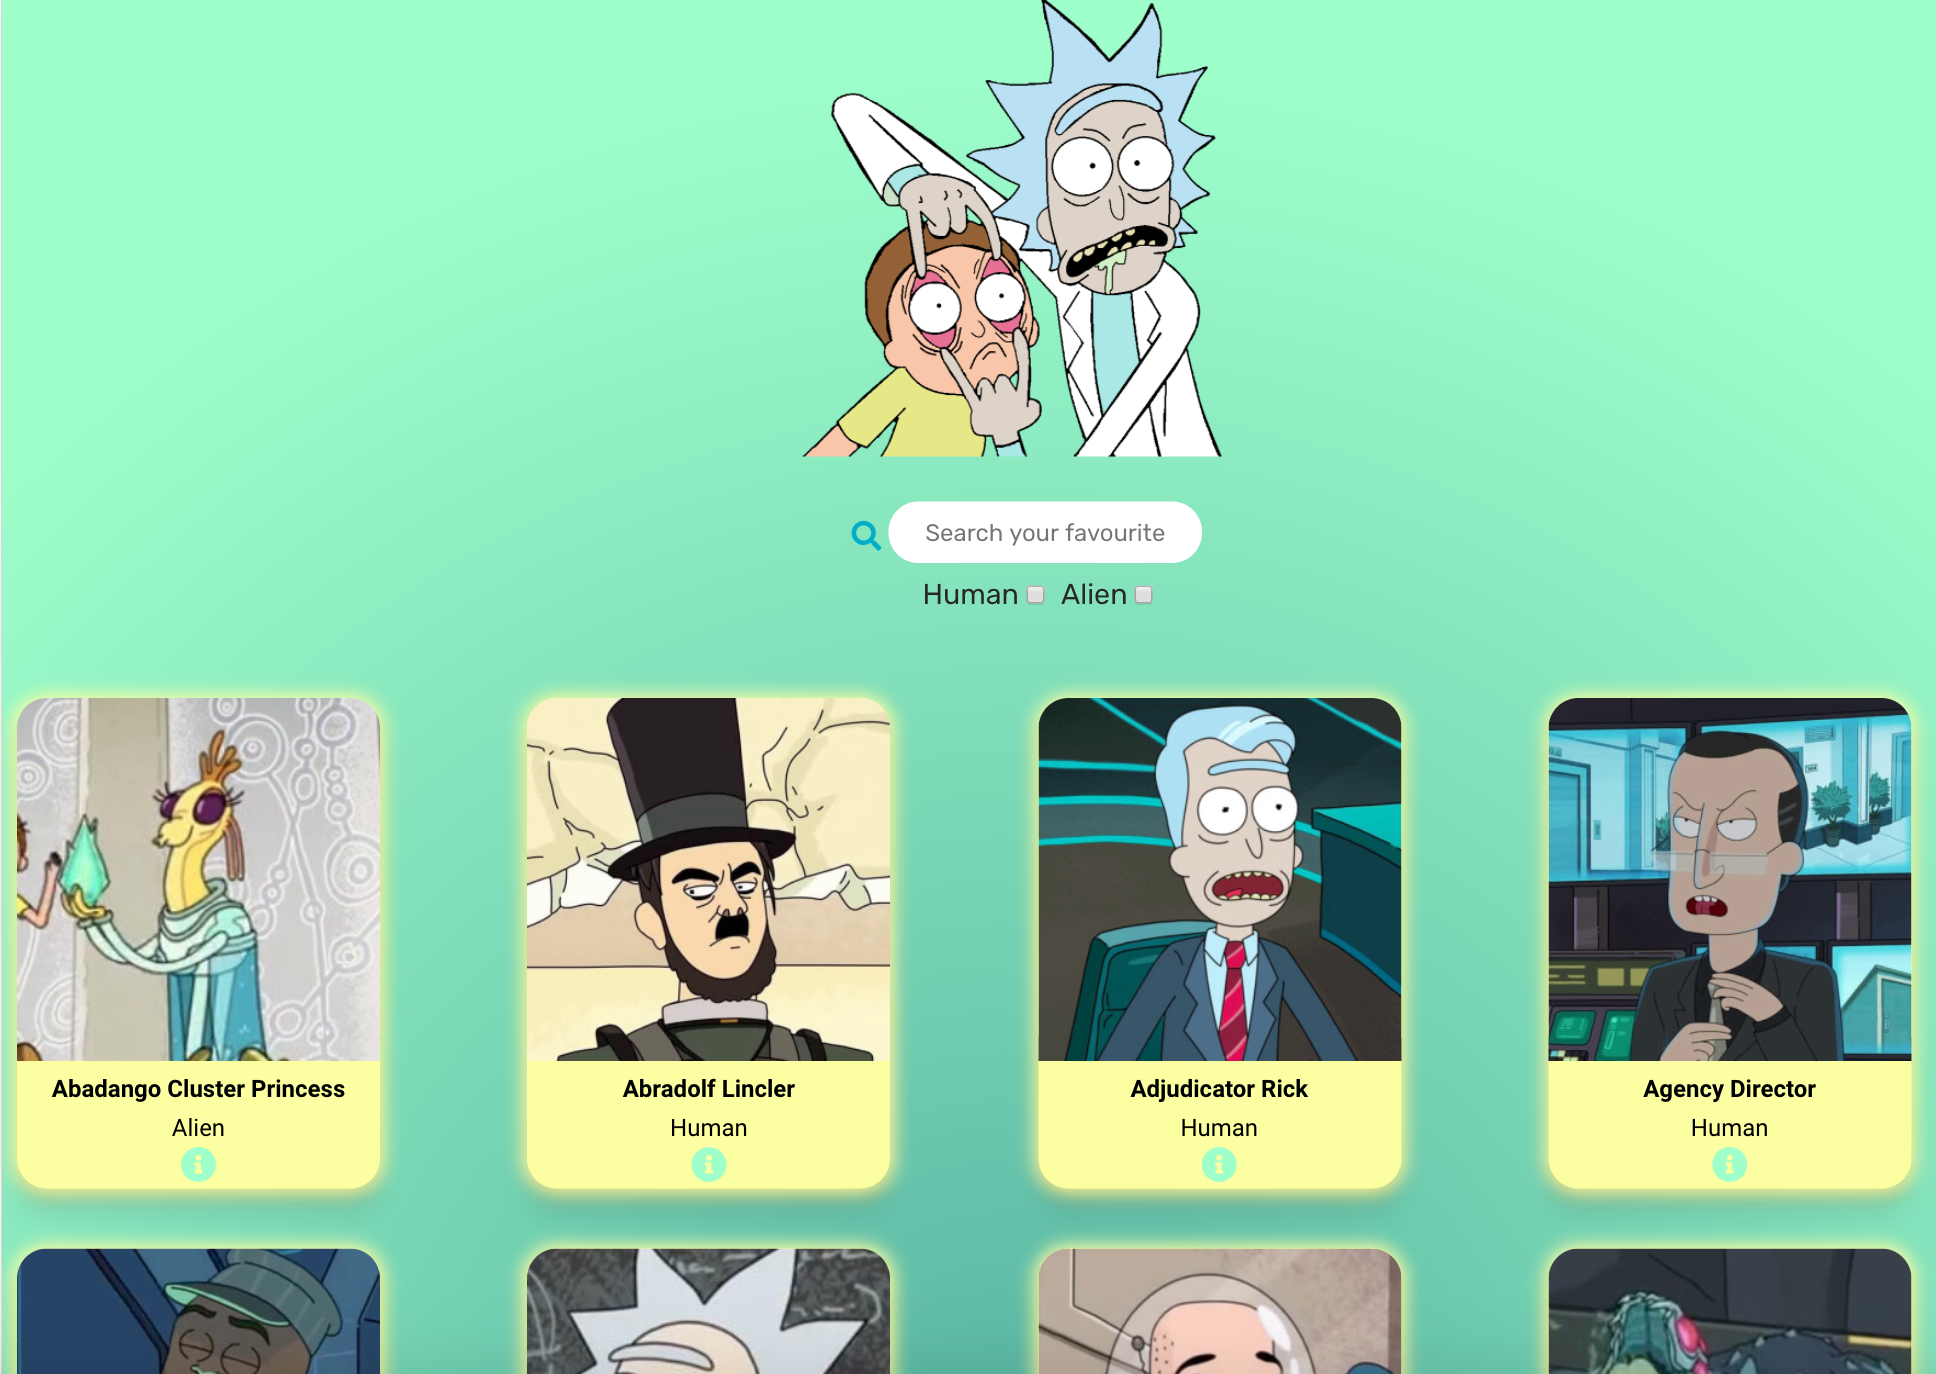 Search your favourite
Human Alien
Abadango Cluster Princess
Alien
Abradolf Lincler
Human
Adjudicator Rick
Human
Agency Director
Human